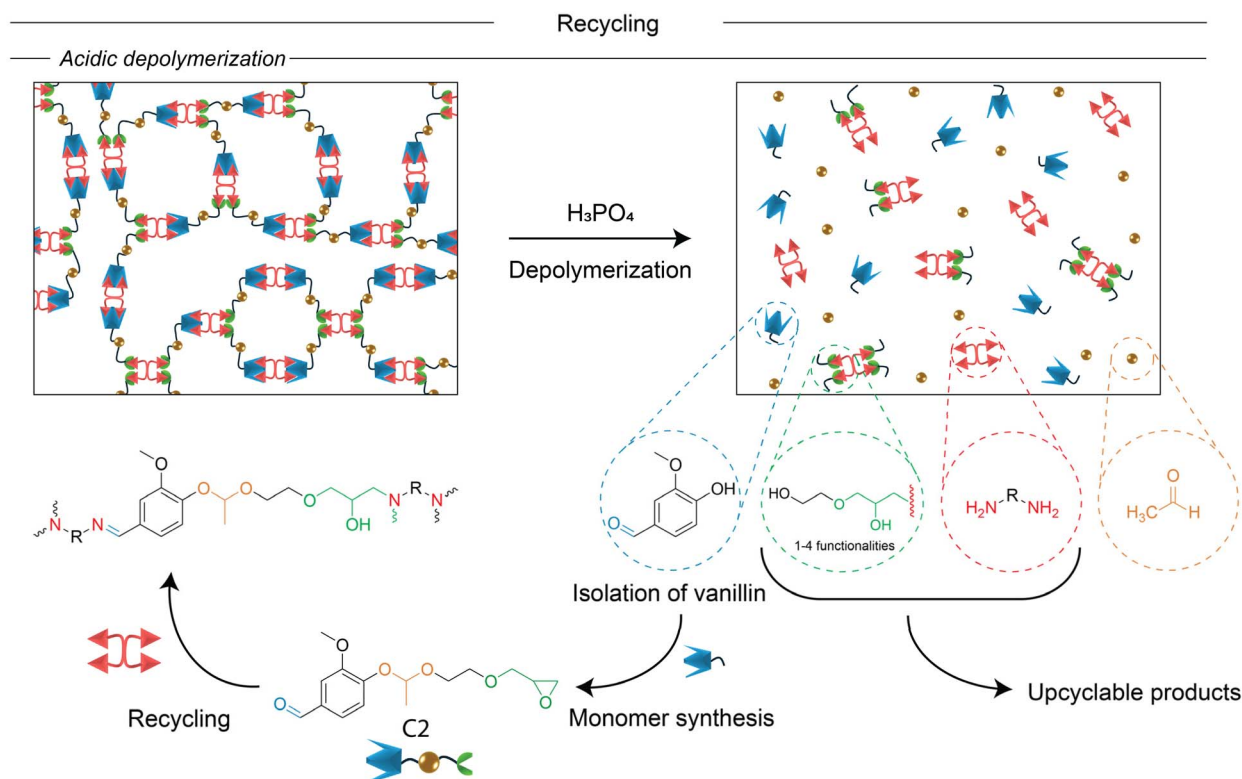 Recycling
Acidic depolymerization
H₃PO₄
Depolymerization
O
O
O
O
OH
N
N
R
N
R
N
N
O
OH
O
HO
O
OH
1-4 functionalities
H₂N
R
NH₂
O
H₃C
H
Isolation of vanillin
Recycling
O
O
O
O
O
O
C2
Monomer synthesis
Upcyclable products